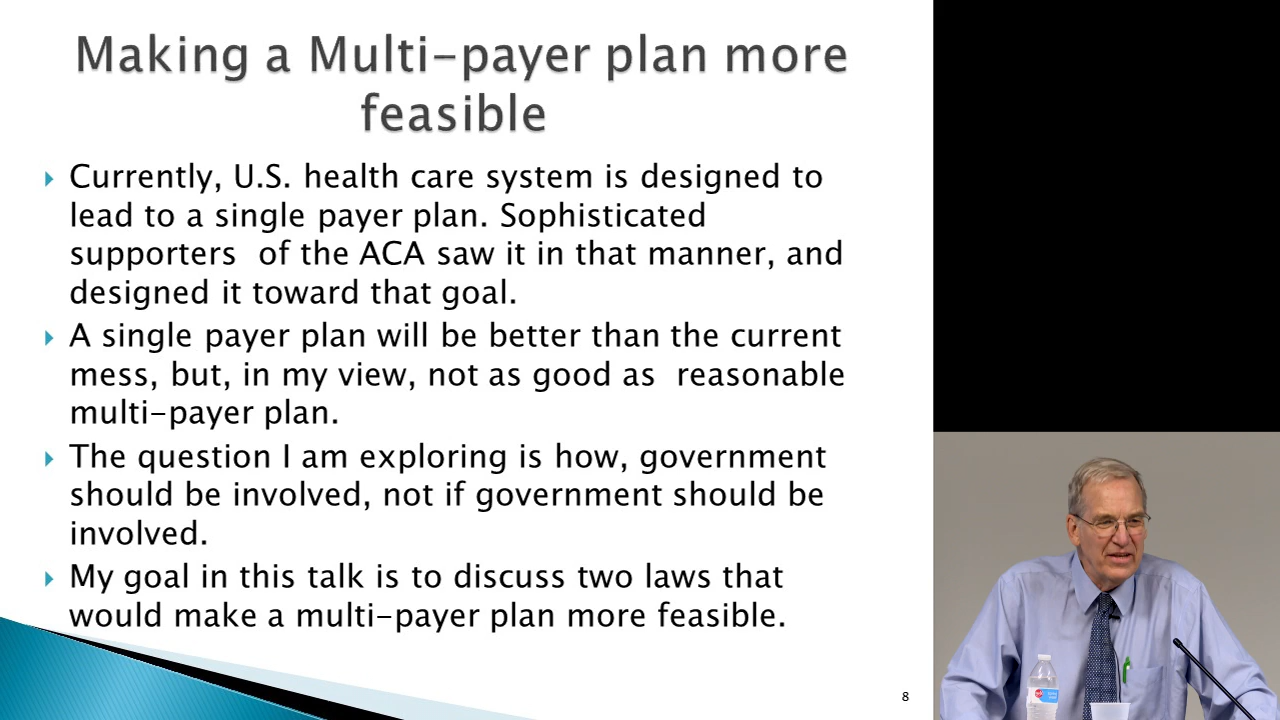 Making a Multi-payer plan more
feasible
Currently, U.S. health care system is designed to
lead to a single payer plan. Sophisticated
supporters  of the ACA saw it in that manner, and
designed it toward that goal.
A single payer plan will be better than the current
mess, but, in my view, not as good as  reasonable
multi-payer plan.
The question I am exploring is how, government
should be involved, not if government should be
involved.
My goal in this talk is to discuss two laws that
would make a multi-payer plan more feasible.
8